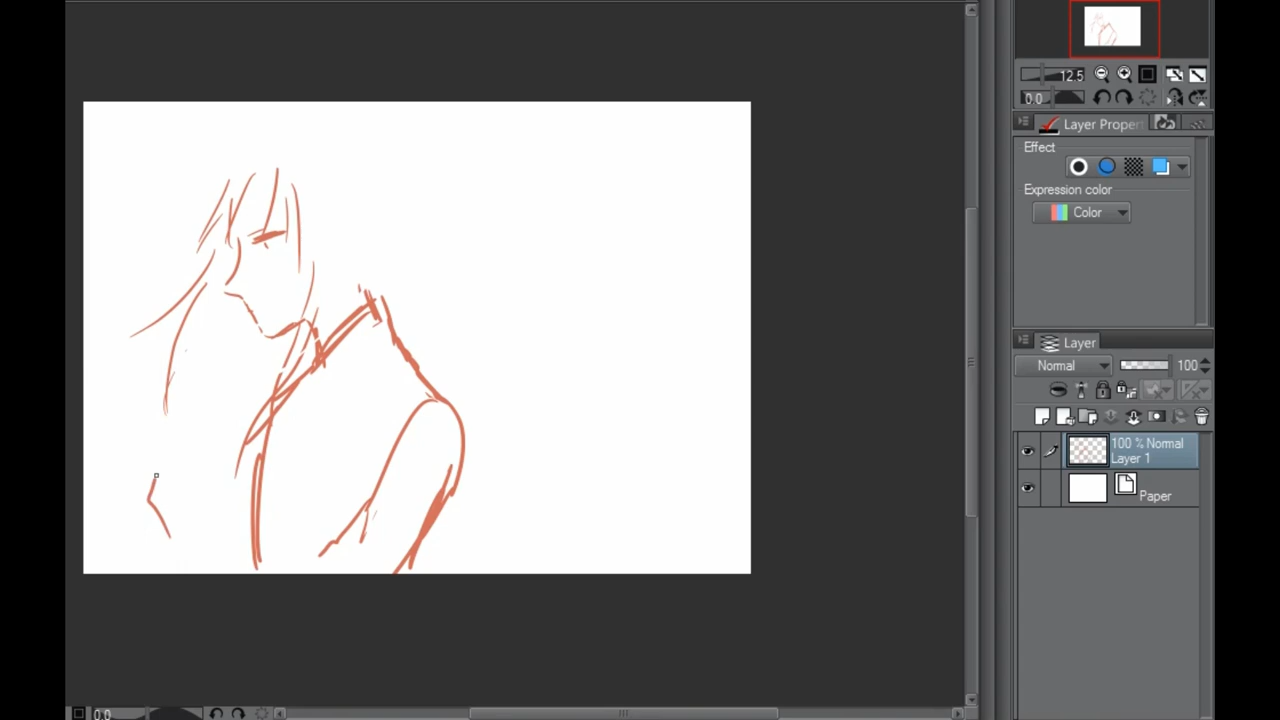 12.5
0.0
Layer Propert
Effect
Expression color
Color
Layer
Normal
100
100 % Normal
Layer 1
Paper
0.0